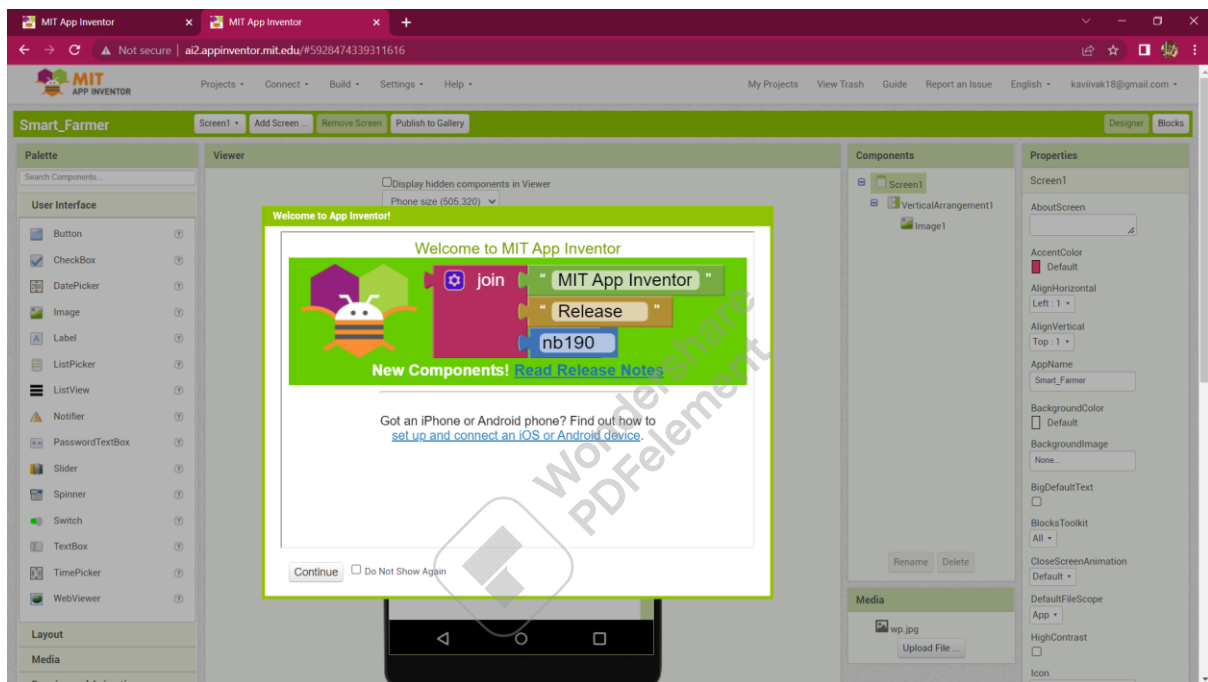 MIT App Inventor
MIT App Inventor
Not secure | ai2.appinventor.mit.edu/#5928474339311616
MIT
APP INVENTOR
Projects
Connect
Build
Settings
Help
My Projects
View Trash
Guide
Report an Issue
English
kaviivak18@gmail.com
Smart_Farmer
Screen1
Add Screen ...
Remove Screen
Publish to Gallery
Designer
Blocks
Palette
Search Components...
User Interface
Button
CheckBox
DatePicker
Image
Label
ListPicker
ListView
Notifier
PasswordTextBox
Slider
Spinner
Switch
TextBox
TimePicker
WebViewer
Layout
Media
Viewer
Display hidden components in Viewer
Phone size (505,320)
Welcome to App Inventor!
Welcome to MIT App Inventor
join
" MIT App Inventor "
" Release "
nb190
New Components! Read Release Notes
Got an iPhone or Android phone? Find out how to
set up and connect an iOS or Android device.
Continue
Do Not Show Again
Wondershare
PDFelement
Components
Screen1
VerticalArrangement1
Image1
Rename
Delete
Media
wp.jpg
Upload File ...
Properties
Screen1
AboutScreen
AccentColor
Default
AlignHorizontal
Left : 1
AlignVertical
Top : 1
AppName
Smart_Farmer
BackgroundColor
Default
BackgroundImage
None...
BigDefaultText
BlocksToolkit
All
CloseScreenAnimation
Default
DefaultFileScope
App
HighContrast
Icon